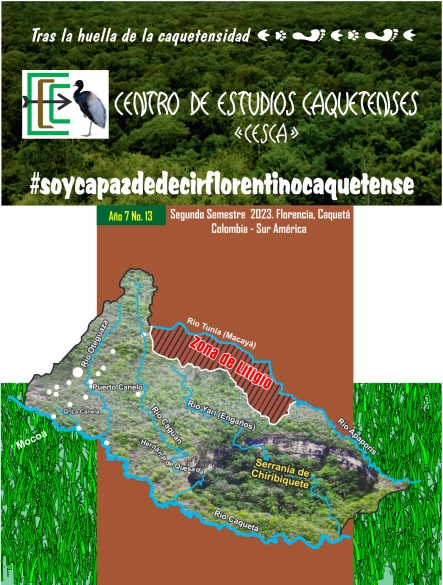 Tras la huella de la caquetensidad
CENTRO DE ESTUDIOS CAQUETENSES
«CESCA»
#soycapazdedecirflorentinocaquetense
Año 7 No. 13
Segundo Semestre 2023. Florencia, Caquetá
Colombia - Sur América
Río Tunia (Macayá)
Zona de Litigio
Río Orteguaza
Puerto Canelo
Q. La Canela
Río Yarí (Engaños)
Río Apaporis
Río Caguán
Mocoa
Hernán P. de Quesada
Serranía de
Chiribiquete
Río Caquetá